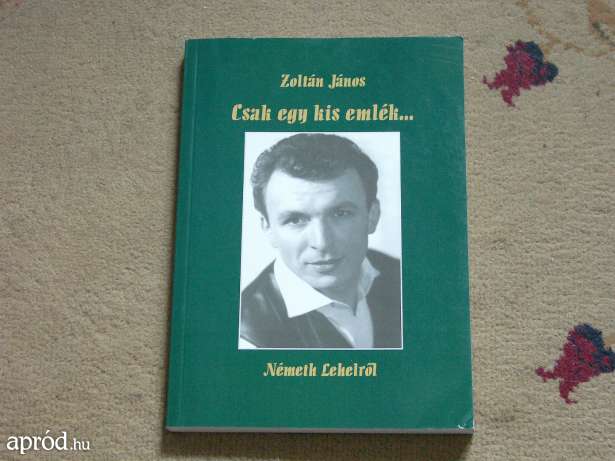 Zoltán János
Csak egy kis emlék...
Németh Lehelről
apród.hu